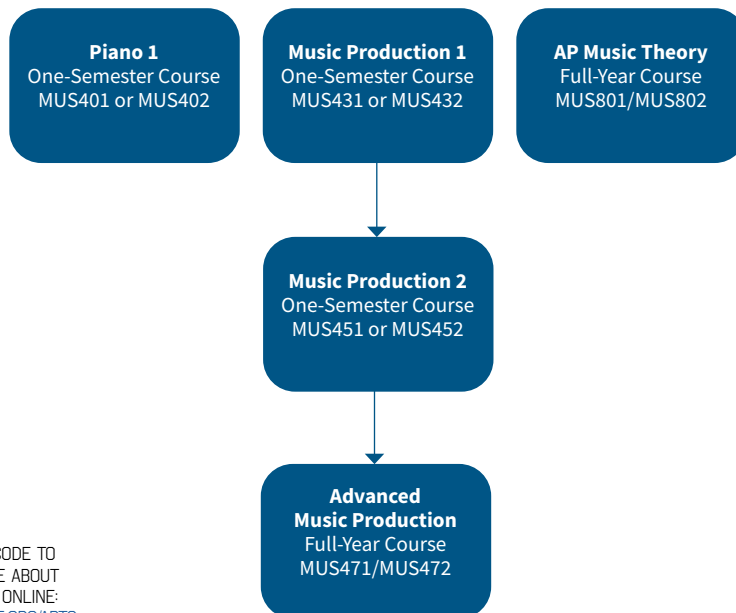 Piano 1
One-Semester Course
MUS401 or MUS402
Music Production 1
One-Semester Course
MUS431 or MUS432
AP Music Theory
Full-Year Course
MUS801/MUS802
Music Production 2
One-Semester Course
MUS451 or MUS452
Advanced
Music Production
Full-Year Course
MUS471/MUS472
CODE TO
ABOUT
ONLINE: